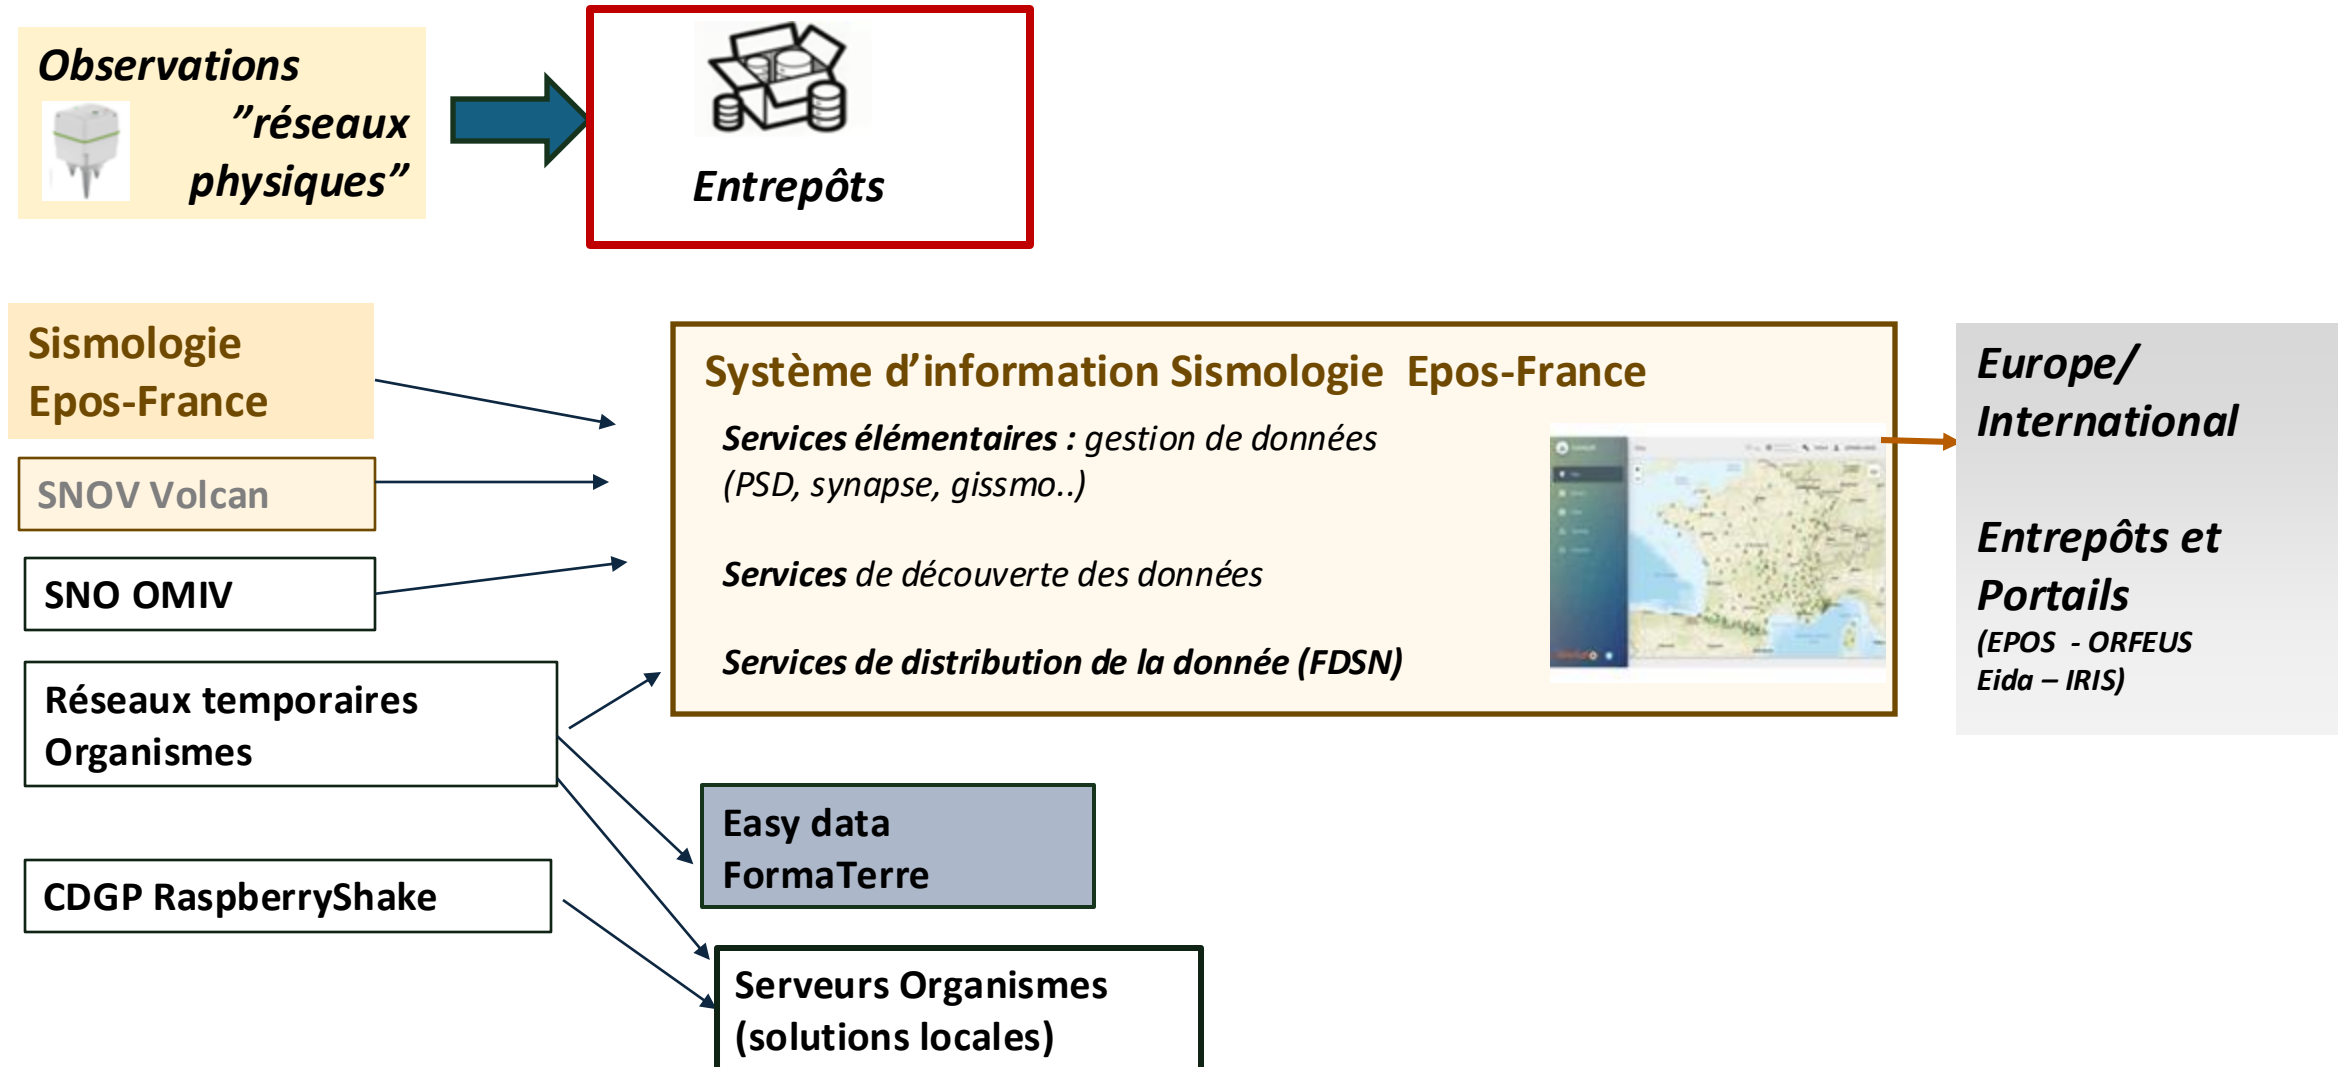 Observations
”réseaux
physiques”
Entrepôts
Sismologie
Epos-France
SNOV Volcan
SNO OMIV
Réseaux temporaires
Organismes
CDGP RaspberryShake
Système d’information Sismologie Epos-France
Services élémentaires : gestion de données
(PSD, synapse, gissmo..)
Services de découverte des données
Services de distribution de la donnée (FDSN)
Easy data
FormaTerre
Serveurs Organismes
(solutions locales)
Europe/
International
Entrepôts et
Portails
(EPOS - ORFEUS
Eida – IRIS)